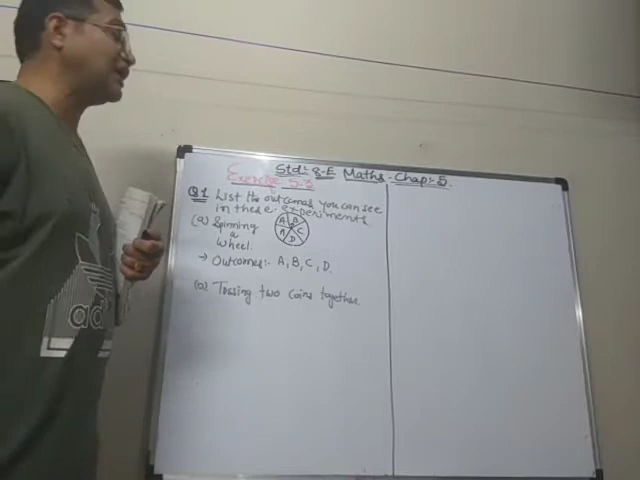 Std:- 8-E Maths - Chap:- 5.
Exercise 5.3
Q1 List the outcomes you can see
in these experiments
(a) Spinning
a
wheel.
A B
A C
D
→ Outcomes:- A, B, C, D.
(a) Tossing two coins together.
ad